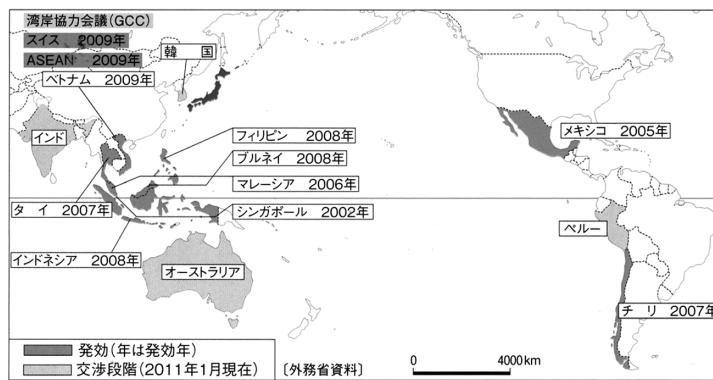 湾岸協力会議(GCC)
スイス 2009年
ASEAN 2009年
韓 国
ベトナム 2009年
インド
フィリピン 2008年
ブルネイ 2008年
マレーシア 2006年
シンガポール 2002年
タ イ 2007年
インドネシア 2008年
オーストラリア
メキシコ 2005年
ペルー
チ リ 2007年
発効(年は発効年)
交渉段階(2011年1月現在)
〔外務省資料〕
0 4000km